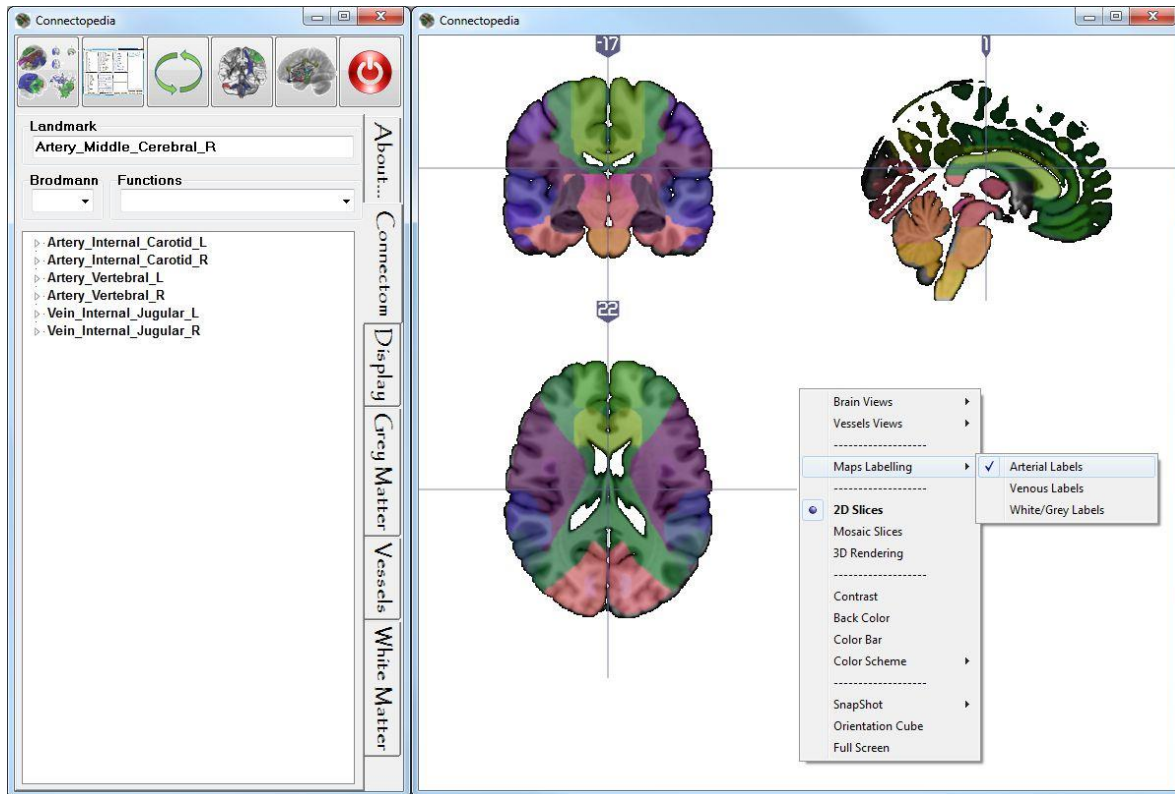 Connectopedia
Landmark
Artery_Middle_Cerebral_R
Brodmann
Functions
Artery_Internal_Carotid_L
Artery_Internal_Carotid_R
Artery_Vertebral_L
Artery_Vertebral_R
Vein_Internal_Jugular_L
Vein_Internal_Jugular_R
About...
Connectom
Display
Grey Matter
Vessels
White Matter
Connectopedia
-17
1
22
Brain Views
Vessels Views
-------------------
Maps Labelling
-------------------
2D Slices
Mosaic Slices
3D Rendering
-------------------
Contrast
Back Color
Color Bar
Color Scheme
-------------------
SnapShot
Orientation Cube
Full Screen
Arterial Labels
Venous Labels
White/Grey Labels